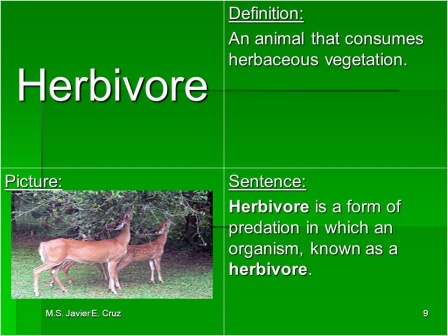 Herbivore
Definition:
An animal that consumes
herbaceous vegetation.
Picture:
Sentence:
Herbivore is a form of
predation in which an
organism, known as a
herbivore.
M.S. Javier E. Cruz
9